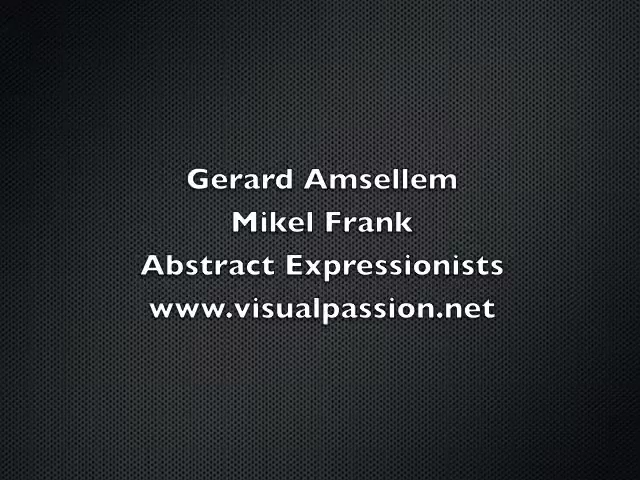 Gerard Amsellem
Mikel Frank
Abstract Expressionists
www.visualpassion.net